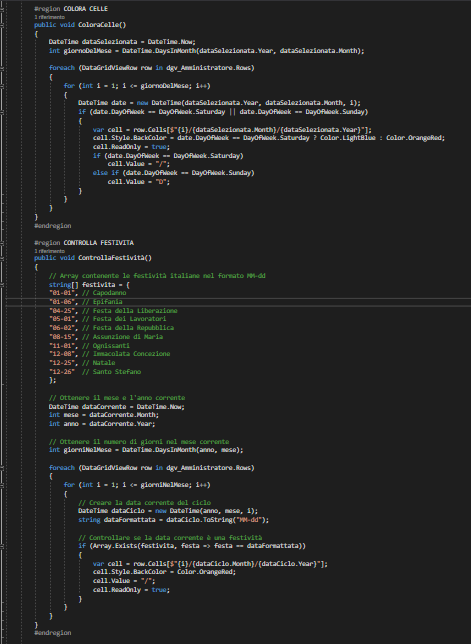 #region COLORA CELLE
1 riferimento
public void ColoraCelle()
{
DateTime dataSelezionata = DateTime.Now;
int giornoDelMese = DateTime.DaysInMonth(dataSelezionata.Year, dataSelezionata.Month);
foreach (DataGridViewRow row in dgv_Amministratore.Rows)
{
for (int i = 1; i <= giornoDelMese; i++)
{
DateTime date = new DateTime(dataSelezionata.Year, dataSelezionata.Month, i);
if (date.DayOfWeek == DayOfWeek.Saturday || date.DayOfWeek == DayOfWeek.Sunday)
{
var cell = row.Cells[$"{i}/{dataSelezionata.Month}/{dataSelezionata.Year}"];
cell.Style.BackColor = date.DayOfWeek == DayOfWeek.Saturday ? Color.LightBlue : Color.OrangeRed;
cell.ReadOnly = true;
if (date.DayOfWeek == DayOfWeek.Saturday)
cell.Value = "/";
else if (date.DayOfWeek == DayOfWeek.Sunday)
cell.Value = "D";
}
}
}
}
#endregion
#region CONTROLLA FESTIVITA
1 riferimento
public void ControllaFestività()
{
// Array contenente le festività italiane nel formato MM-dd
string[] festivita = {
"01-01", // Capodanno
"01-06", // Epifania
"04-25", // Festa della Liberazione
"05-01", // Festa dei Lavoratori
"06-02", // Festa della Repubblica
"08-15", // Assunzione di Maria
"11-01", // Ognissanti
"12-08", // Immacolata Concezione
"12-25", // Natale
"12-26" // Santo Stefano
};
// Ottenere il mese e l'anno corrente
DateTime dataCorrente = DateTime.Now;
int mese = dataCorrente.Month;
int anno = dataCorrente.Year;
// Ottenere il numero di giorni nel mese corrente
int giorniNelMese = DateTime.DaysInMonth(anno, mese);
foreach (DataGridViewRow row in dgv_Amministratore.Rows)
{
for (int i = 1; i <= giorniNelMese; i++)
{
// Creare la data corrente del ciclo
DateTime dataCiclo = new DateTime(anno, mese, i);
string dataFormattata = dataCiclo.ToString("MM-dd");
// Controllare se la data corrente è una festività
if (Array.Exists(festivita, festa => festa == dataFormattata))
{
var cell = row.Cells[$"{i}/{dataCiclo.Month}/{dataCiclo.Year}"];
cell.Style.BackColor = Color.OrangeRed;
cell.Value = "/";
cell.ReadOnly = true;
}
}
}
}
#endregion